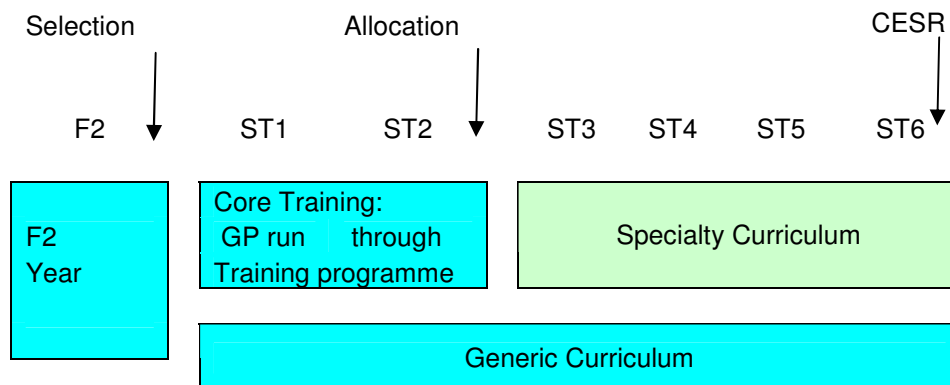 Selection Allocation CESR
F2 ST1 ST2 ST3 ST4 ST5 ST6
F2
Year
Core Training:
GP run through
Training programme
Specialty Curriculum
Generic Curriculum